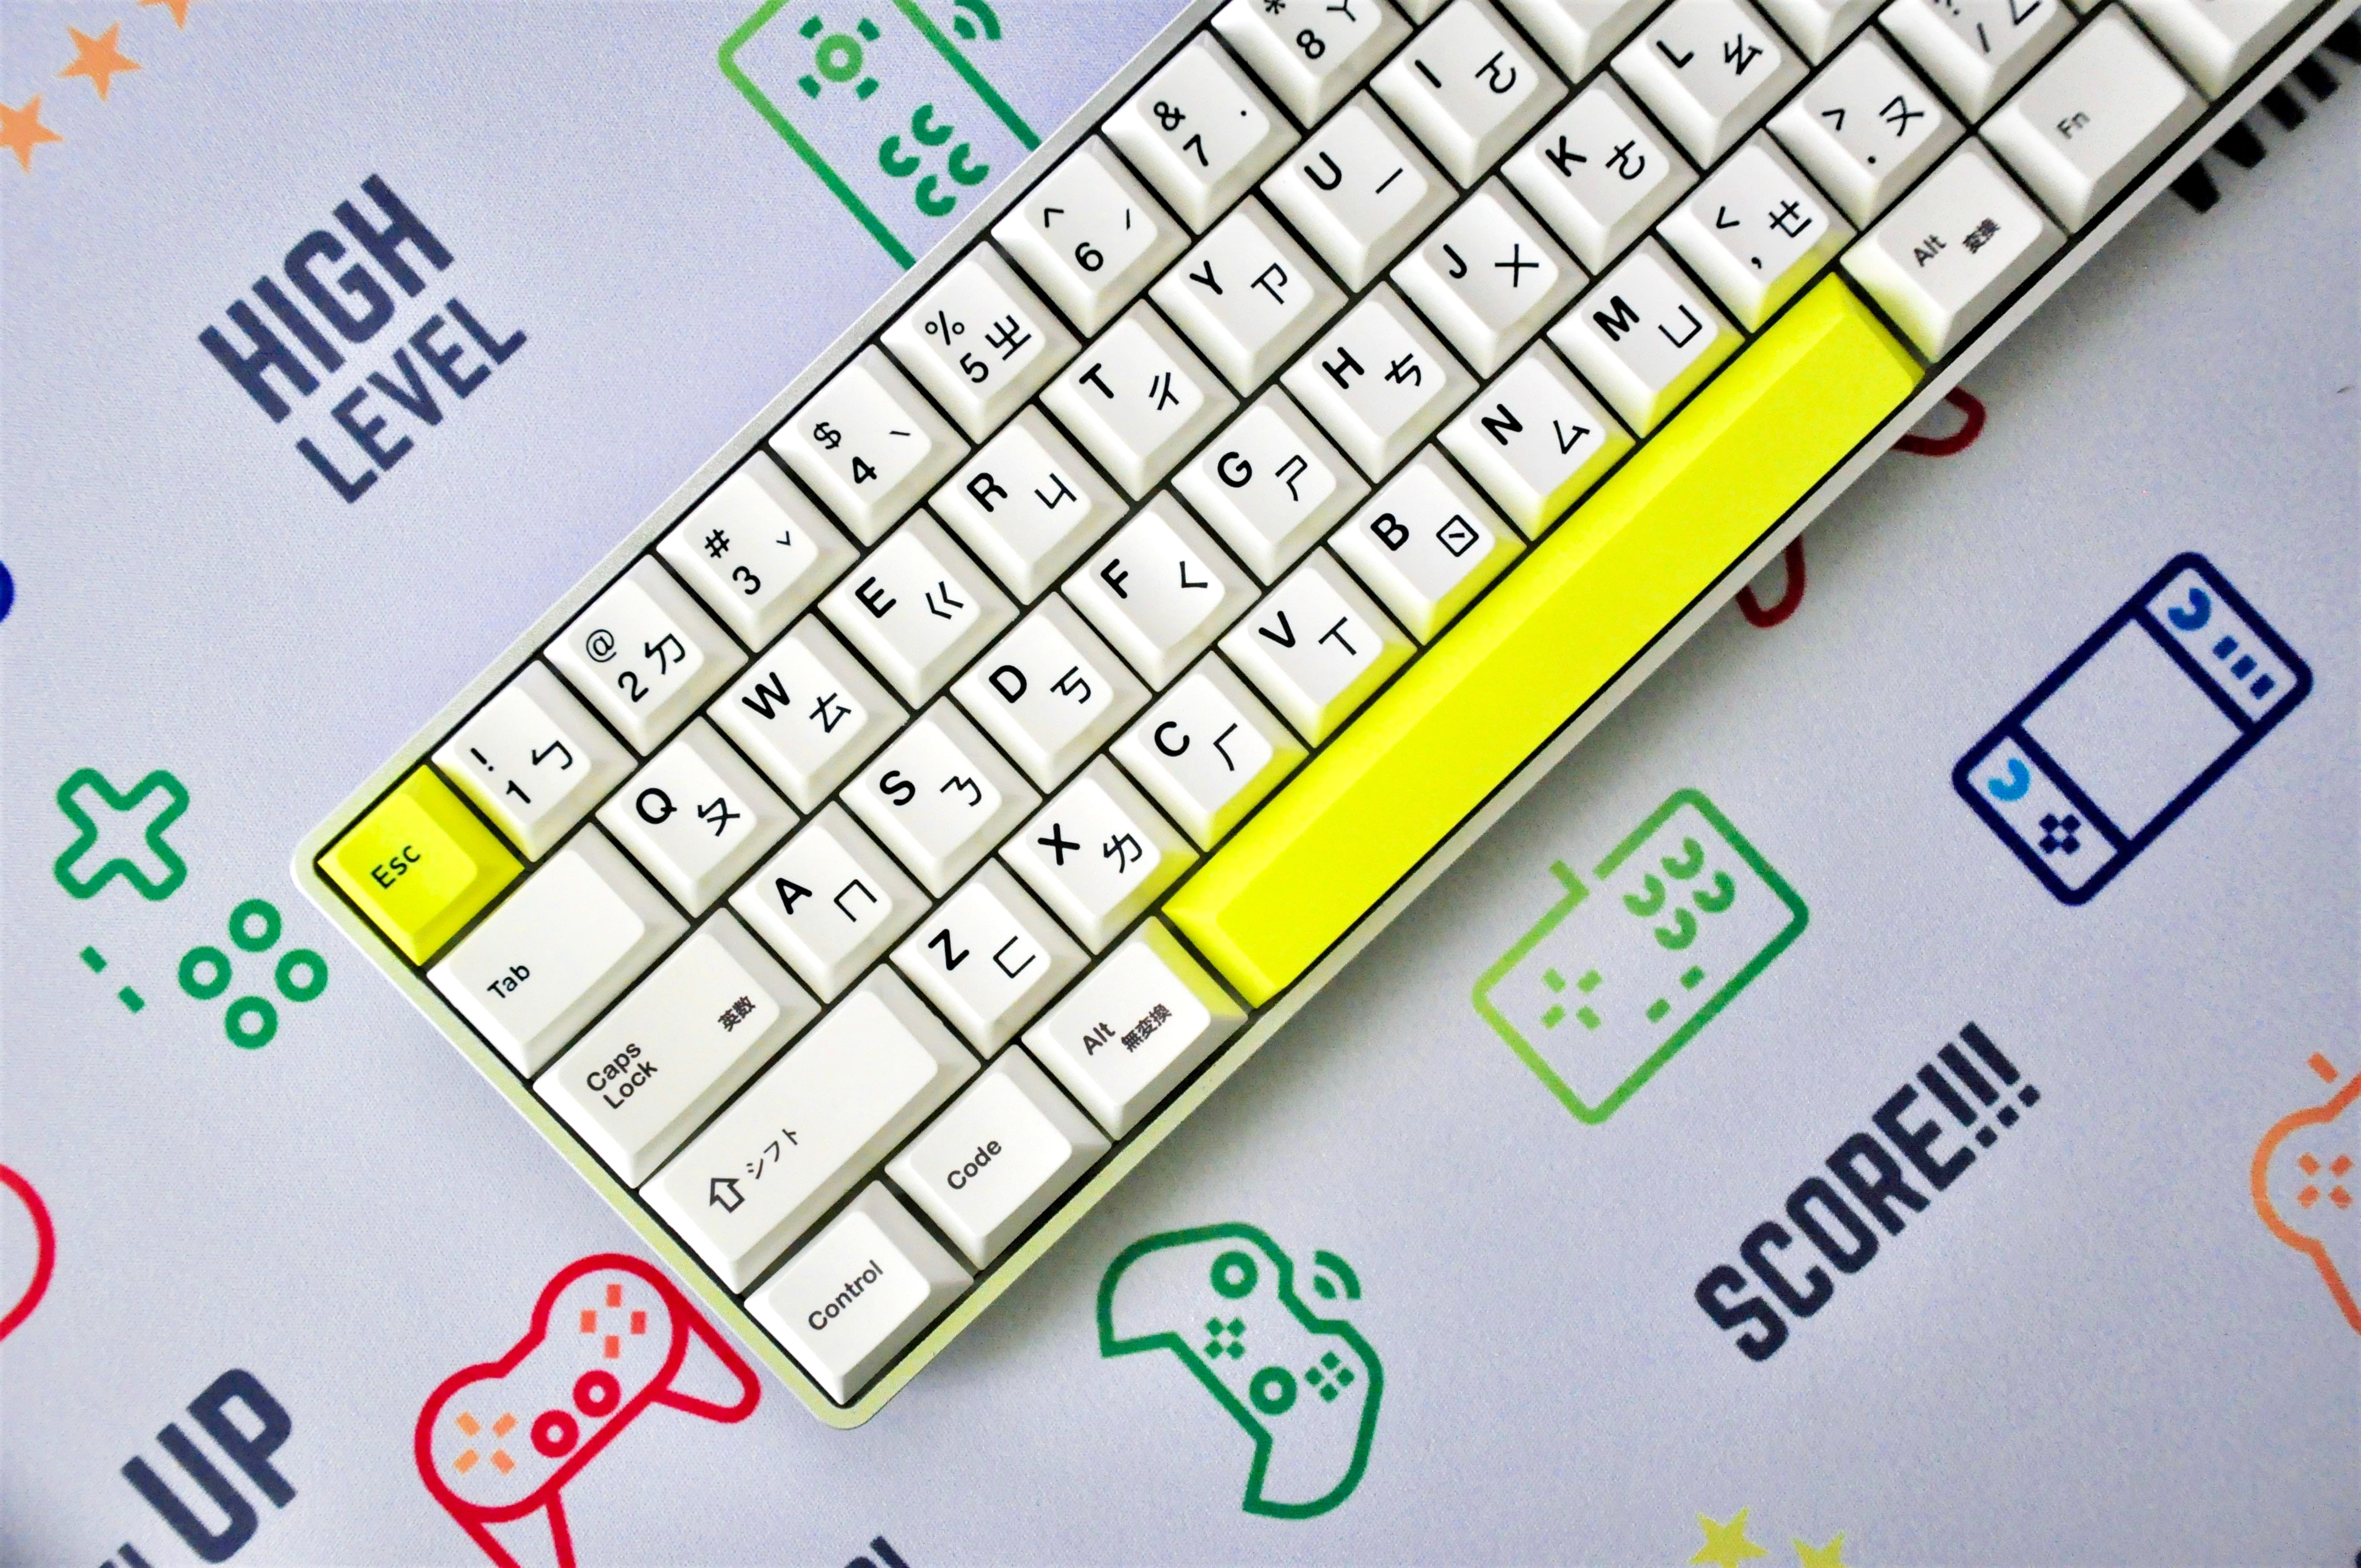 HIGH
LEVEL
Esc
! 1 ㄅ
@ 2 ㄉ
# 3 ˇ
$ 4 ˋ
% 5 ㄓ
^ 6 ˊ
& 7 ˙
* 8 ㄚ
Tab
Q ㄆ
W ㄊ
E ㄍ
R ㄐ
T ㄔ
Y ㄗ
U ㄧ
I ㄛ
Caps Lock 英数
A ㄇ
S ㄋ
D ㄎ
F ㄑ
G ㄕ
H ㄘ
J ㄨ
K ㄜ
L ㄠ
シフト
Z ㄈ
X ㄌ
C ㄏ
V ㄒ
B ㄖ
N ㄙ
M ㄩ
< , ㄝ
> . ㄡ
? / ㄥ
Control
Code
Alt 無変換
Alt 変換
Fn
SCORE!!!
UP